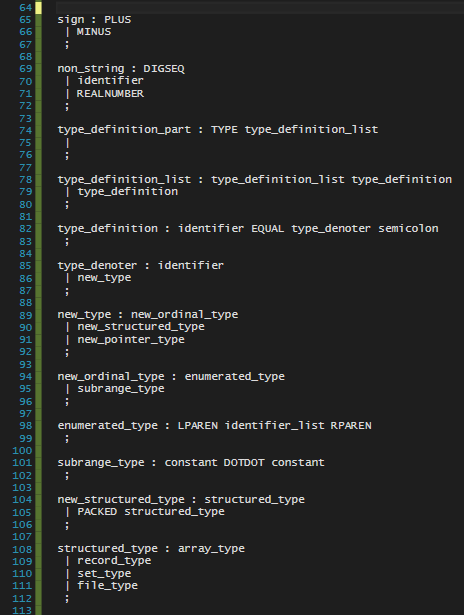 64
65 sign : PLUS
66 | MINUS
67 ;
68
69 non_string : DIGSEQ
70 | identifier
71 | REALNUMBER
72 ;
73
74 type_definition_part : TYPE type_definition_list
75 |
76 ;
77
78 type_definition_list : type_definition_list type_definition
79 | type_definition
80 ;
81
82 type_definition : identifier EQUAL type_denoter semicolon
83 ;
84
85 type_denoter : identifier
86 | new_type
87 ;
88
89 new_type : new_ordinal_type
90 | new_structured_type
91 | new_pointer_type
92 ;
93
94 new_ordinal_type : enumerated_type
95 | subrange_type
96 ;
97
98 enumerated_type : LPAREN identifier_list RPAREN
99 ;
100
101 subrange_type : constant DOTDOT constant
102 ;
103
104 new_structured_type : structured_type
105 | PACKED structured_type
106 ;
107
108 structured_type : array_type
109 | record_type
110 | set_type
111 | file_type
112 ;
113